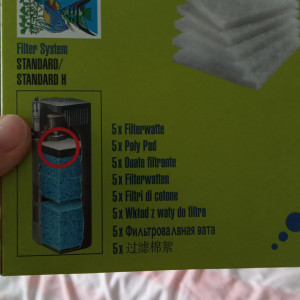 Filter System
STANDARD/
STANDARD H
5x Filterwatte
5x Poly Pad
5x Ouate filtrante
5x Filterwatten
5x Filtri di cotone
5x Wkład z waty do filtra
5x Фильтровальная вата
5x 过滤棉絮